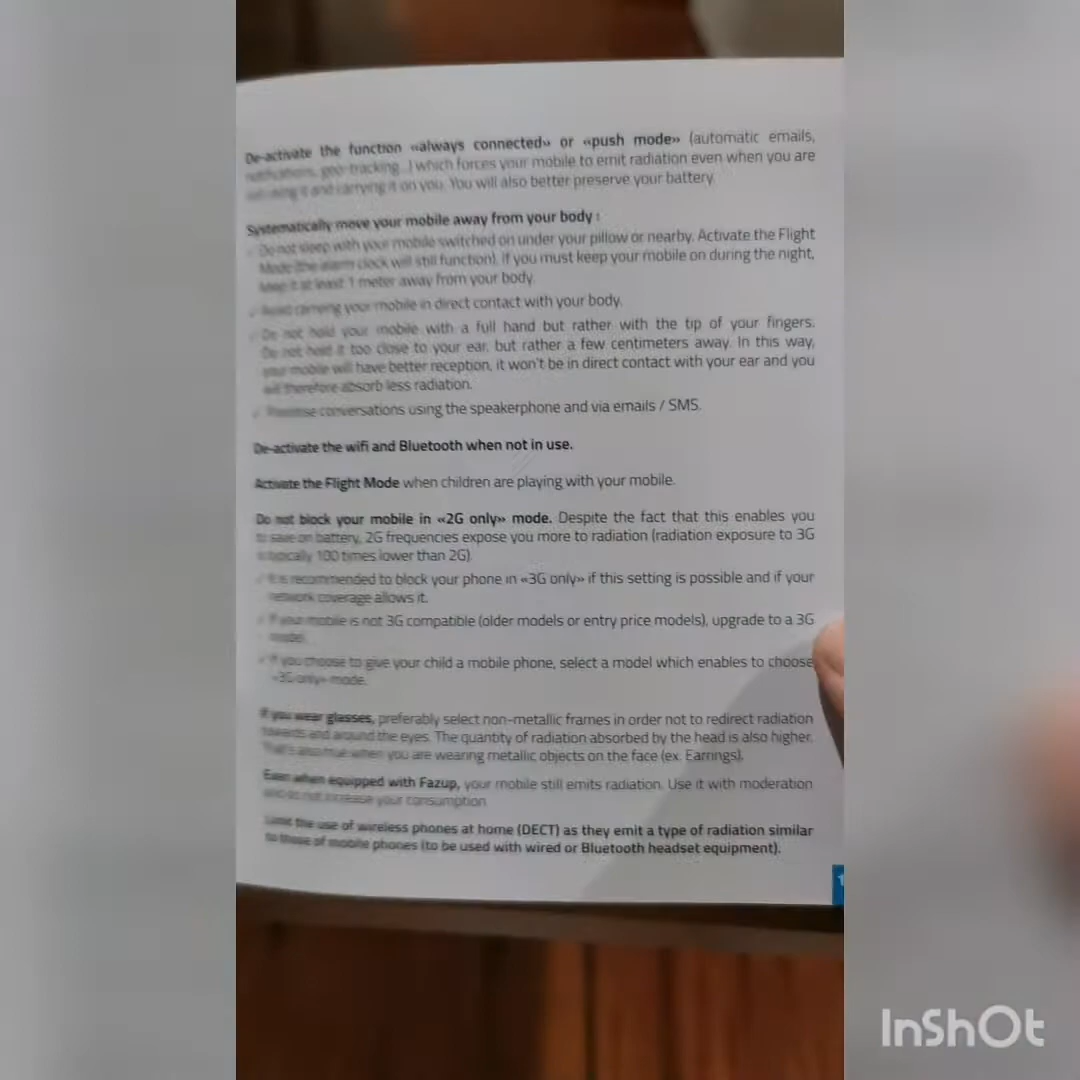 De-activate the function «always connected» or «push mode» (automatic emails,
notifications, geo-tracking...) which forces your mobile to emit radiation even when you are
it and carrying it on you. You will also better preserve your battery.
Systematically move your mobile away from your body :
Do not sleep with your mobile switched on under your pillow or nearby. Activate the Flight
Mode (the alarm clock will still function). If you must keep your mobile on during the night,
keep it at least 1 meter away from your body.
Avoid carrying your mobile in direct contact with your body.
Do not hold your mobile with a full hand but rather with the tip of your fingers.
Do not hold it too close to your ear, but rather a few centimeters away. In this way,
your mobile will have better reception, it won't be in direct contact with your ear and you
will therefore absorb less radiation.
conversations using the speakerphone and via emails / SMS.
De-activate the wifi and Bluetooth when not in use.
Activate the Flight Mode when children are playing with your mobile.
Do not block your mobile in «2G only» mode. Despite the fact that this enables you
to save on battery, 2G frequencies expose you more to radiation (radiation exposure to 3G
is typically 100 times lower than 2G).
It is recommended to block your phone in «3G only» if this setting is possible and if your
network coverage allows it.
If your mobile is not 3G compatible (older models or entry price models), upgrade to a 3G
model.
If you choose to give your child a mobile phone, select a model which enables to choose
«3G only» mode.
If you wear glasses, preferably select non-metallic frames in order not to redirect radiation
towards and around the eyes. The quantity of radiation absorbed by the head is also higher.
That's also true when you are wearing metallic objects on the face (ex. Earrings).
Even when equipped with Fazup, your mobile still emits radiation. Use it with moderation
and do not increase your consumption
Limit the use of wireless phones at home (DECT) as they emit a type of radiation similar
to those of mobile phones (to be used with wired or Bluetooth headset equipment).
InShOt